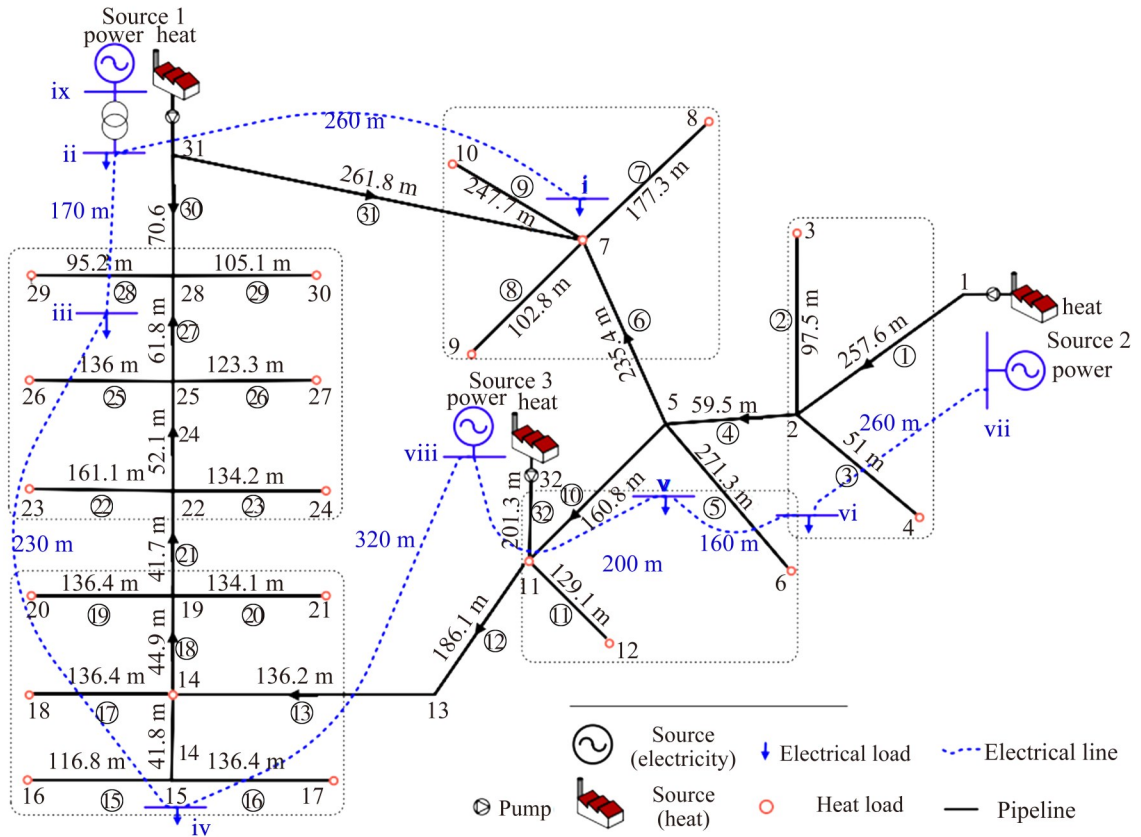 Source 1
power heat
ix
ii
31
260 m
10
⑨
247.7 m
8
⑦
177.3 m
i
261.8 m
㉛
7
170 m
㉚
70.6
⑧
102.8 m
9
⑥
235.4 m
3
②
97.5 m
1
257.6 m
①
heat
Source 2
power
vii
260 m
95.2 m
105.1 m
29
㉘
28
㉙
30
iii
61.8 m
㉗
136 m
123.3 m
26
㉕
25
㉖
27
52.1 m
24
161.1 m
134.2 m
23
㉒
22
㉓
24
230 m
41.7 m
㉑
136.4 m
134.1 m
20
⑲
19
⑳
21
44.9 m
⑱
136.4 m
14
136.2 m
18
⑰
⑬
13
41.8 m
14
116.8 m
136.4 m
16
⑮
15
⑯
17
iv
Source 3
power heat
viii
32
201.3 m
㉜
320 m
5
59.5 m
④
2
51 m
③
4
vi
⑩
160.8 m
271.3 m
⑤
v
160 m
200 m
6
11
129.1 m
⑪
12
186.1 m
⑫
Source
(electricity)
Electrical load
Electrical line
Pump
Source
(heat)
Heat load
Pipeline